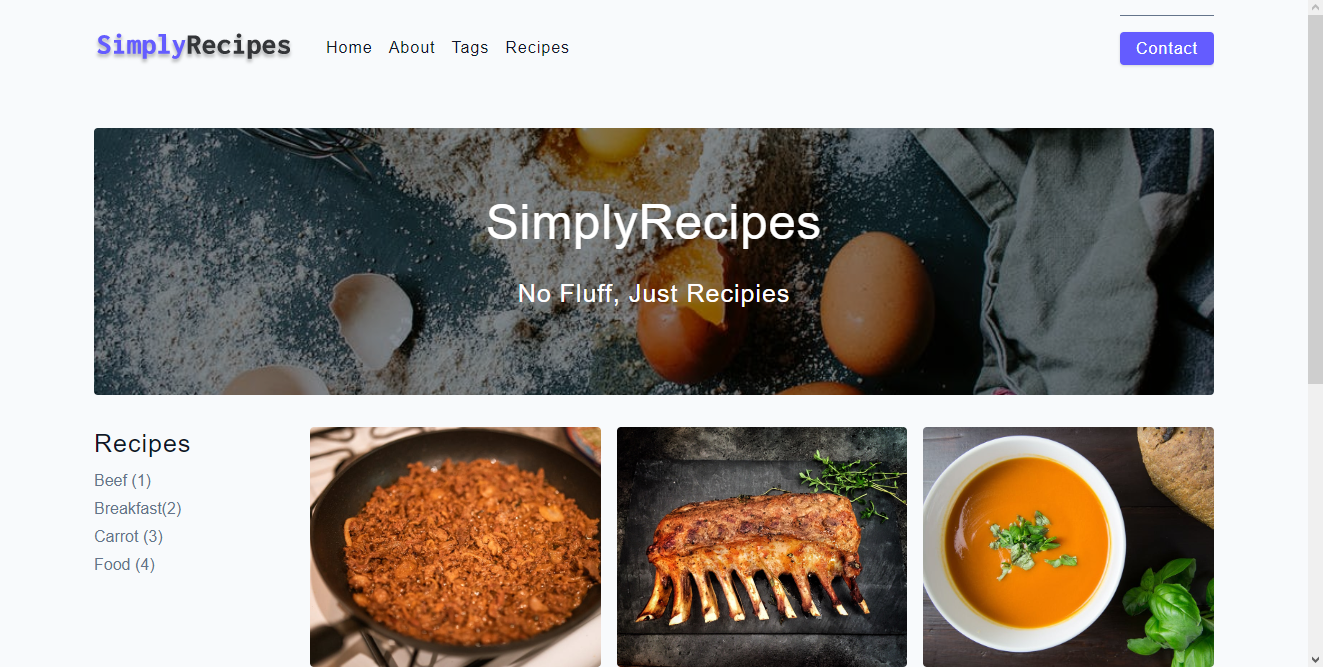 SimplyRecipes
Home About Tags Recipes
Contact
SimplyRecipes
No Fluff, Just Recipies
Recipes
Beef (1)
Breakfast(2)
Carrot (3)
Food (4)